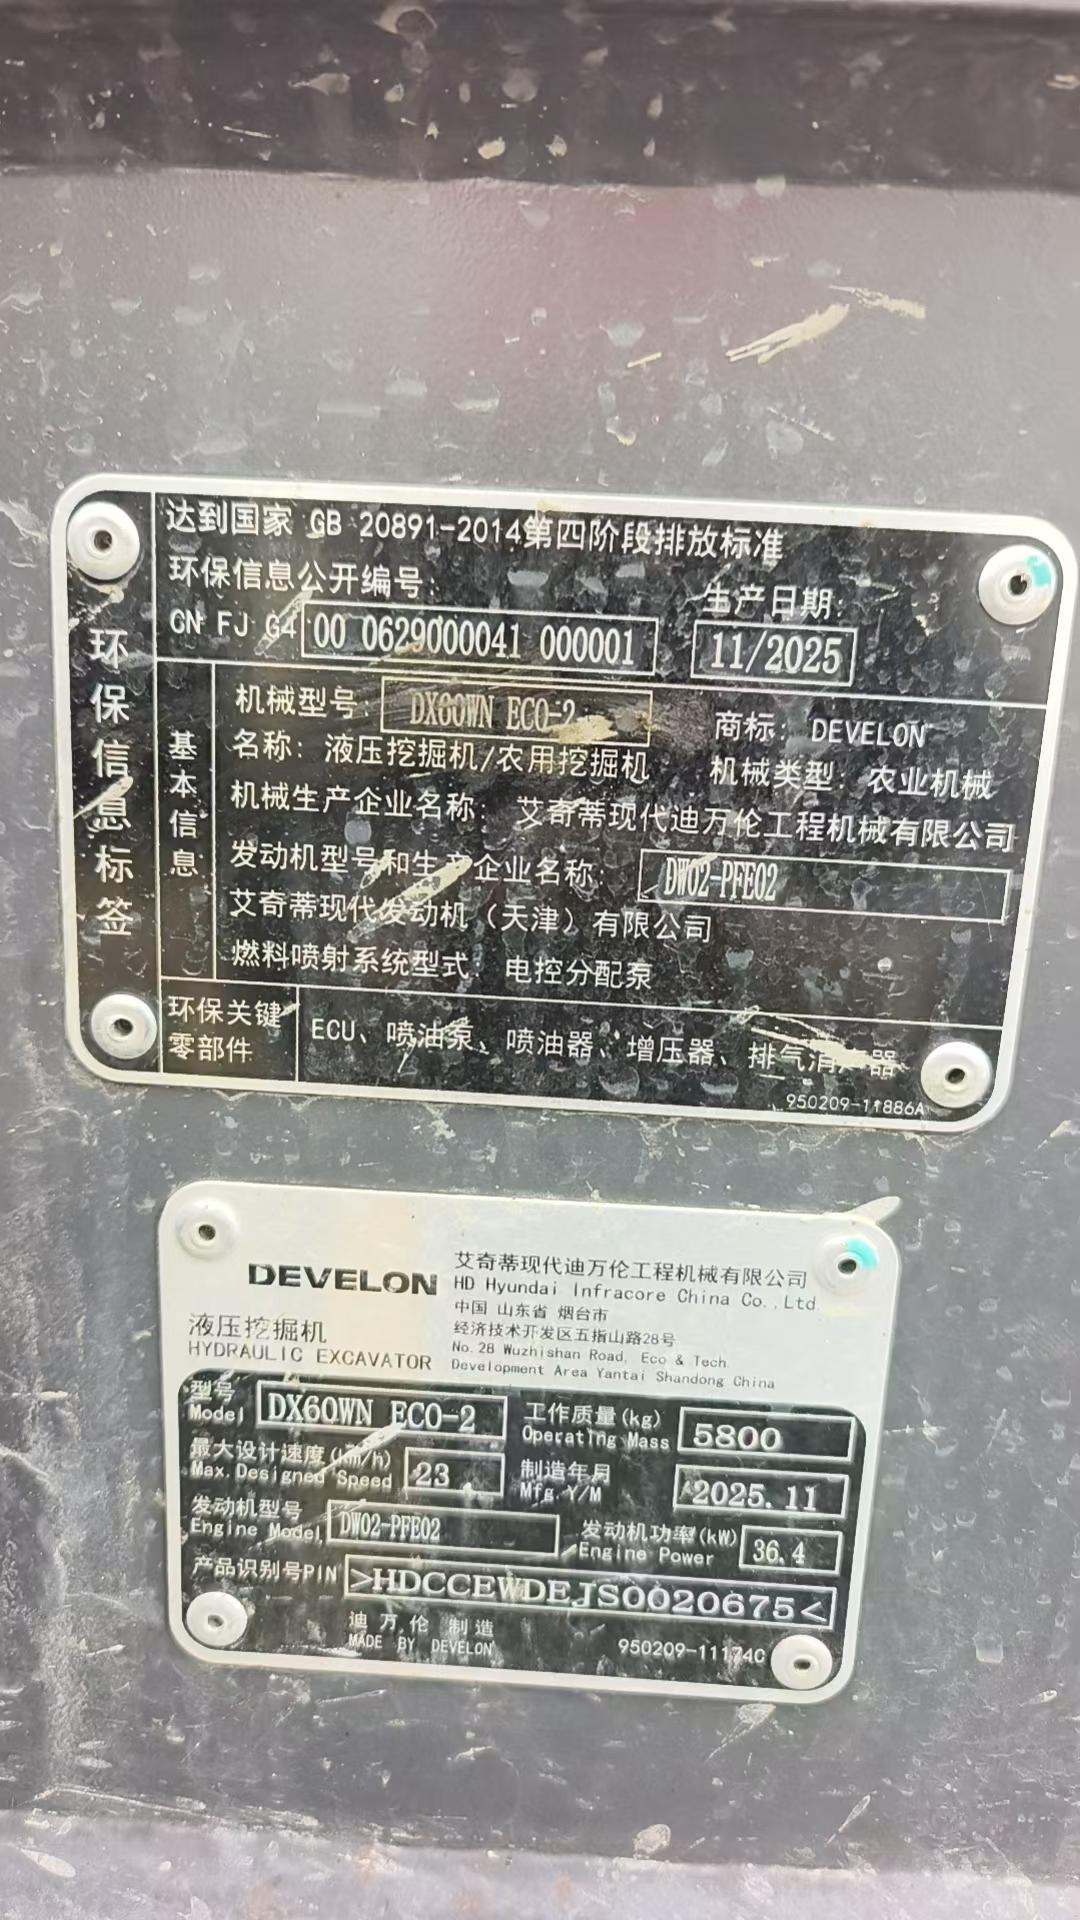 环保信息标签
达到国家 GB 20891-2014第四阶段排放标准
环保信息公开编号:
生产日期:
CN FJ G4 00 0629000041 000001
11/2025
基本信息
机械型号: DX60WN ECO-2
商标: DEVELON
名称: 液压挖掘机/农用挖掘机
机械类型: 农业机械
机械生产企业名称: 艾奇蒂现代迪万伦工程机械有限公司
发动机型号和生产企业名称: DW02-PFE02
艾奇蒂现代发动机（天津）有限公司
燃料喷射系统型式: 电控分配泵
环保关键
零部件
ECU、喷油泵、喷油器、增压器、排气消声器
950209-11886A
DEVELON
艾奇蒂现代迪万伦工程机械有限公司
HD Hyundai Infracore China Co.,Ltd.
中国 山东省 烟台市
经济技术开发区五指山路28号
No.28 Wuzhishan Road, Eco & Tech
Development Area Yantai Shandong China
液压挖掘机
HYDRAULIC EXCAVATOR
型号
Model DX60WN ECO-2
工作质量(kg)
Operating Mass 5800
最大设计速度(km/h)
Max.Designed Speed 23
制造年月
Mfg.Y/M 2025.11
发动机型号
Engine Model DW02-PFE02
发动机功率(kW)
Engine Power 36.4
产品识别号PIN >HDCCEWDEJS0020675<
迪万伦 制造
MADE BY DEVELON
950209-11174C